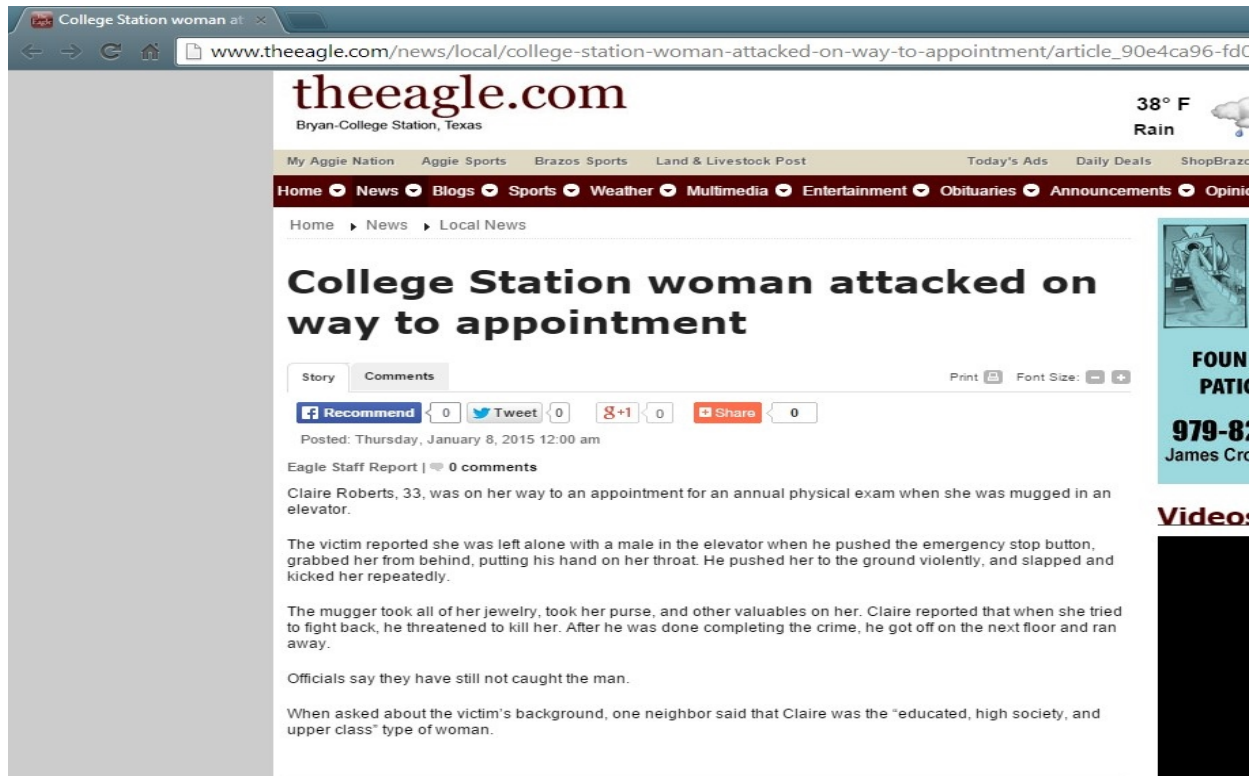 College Station woman at
www.theeagle.com/news/local/college-station-woman-attacked-on-way-to-appointment/article_90e4ca96-fd0
theeagle.com
Bryan-College Station, Texas
38° F
Rain
My Aggie Nation Aggie Sports Brazos Sports Land & Livestock Post Today's Ads Daily Deals ShopBrazo
Home News Blogs Sports Weather Multimedia Entertainment Obituaries Announcements Opinio
Home News Local News
College Station woman attacked on
way to appointment
Story Comments Print Font Size:
Recommend 0 Tweet 0 g+1 0 Share 0
Posted: Thursday, January 8, 2015 12:00 am
Eagle Staff Report | 0 comments
Claire Roberts, 33, was on her way to an appointment for an annual physical exam when she was mugged in an
elevator.
The victim reported she was left alone with a male in the elevator when he pushed the emergency stop button,
grabbed her from behind, putting his hand on her throat. He pushed her to the ground violently, and slapped and
kicked her repeatedly.
The mugger took all of her jewelry, took her purse, and other valuables on her. Claire reported that when she tried
to fight back, he threatened to kill her. After he was done completing the crime, he got off on the next floor and ran
away.
Officials say they have still not caught the man.
When asked about the victim's background, one neighbor said that Claire was the “educated, high society, and
upper class” type of woman.
FOUN
PATIO
979-82
James Cro
Videos